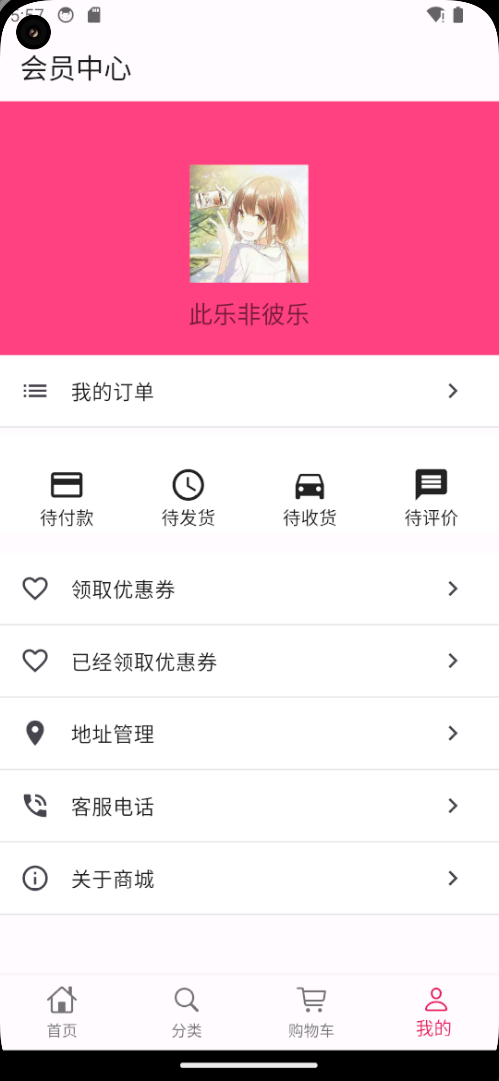 5:57
会员中心
此乐非彼乐
我的订单
待付款 待发货 待收货 待评价
领取优惠券
已经领取优惠券
地址管理
客服电话
关于商城
首页 分类 购物车 我的